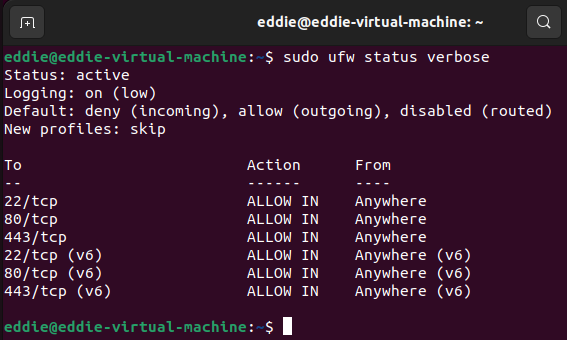 eddie@eddie-virtual-machine: ~
eddie@eddie-virtual-machine:~$ sudo ufw status verbose
Status: active
Logging: on (low)
Default: deny (incoming), allow (outgoing), disabled (routed)
New profiles: skip
To                         Action      From
--                         ------      ----
22/tcp                     ALLOW IN    Anywhere
80/tcp                     ALLOW IN    Anywhere
443/tcp                    ALLOW IN    Anywhere
22/tcp (v6)                ALLOW IN    Anywhere (v6)
80/tcp (v6)                ALLOW IN    Anywhere (v6)
443/tcp (v6)               ALLOW IN    Anywhere (v6)
eddie@eddie-virtual-machine:~$